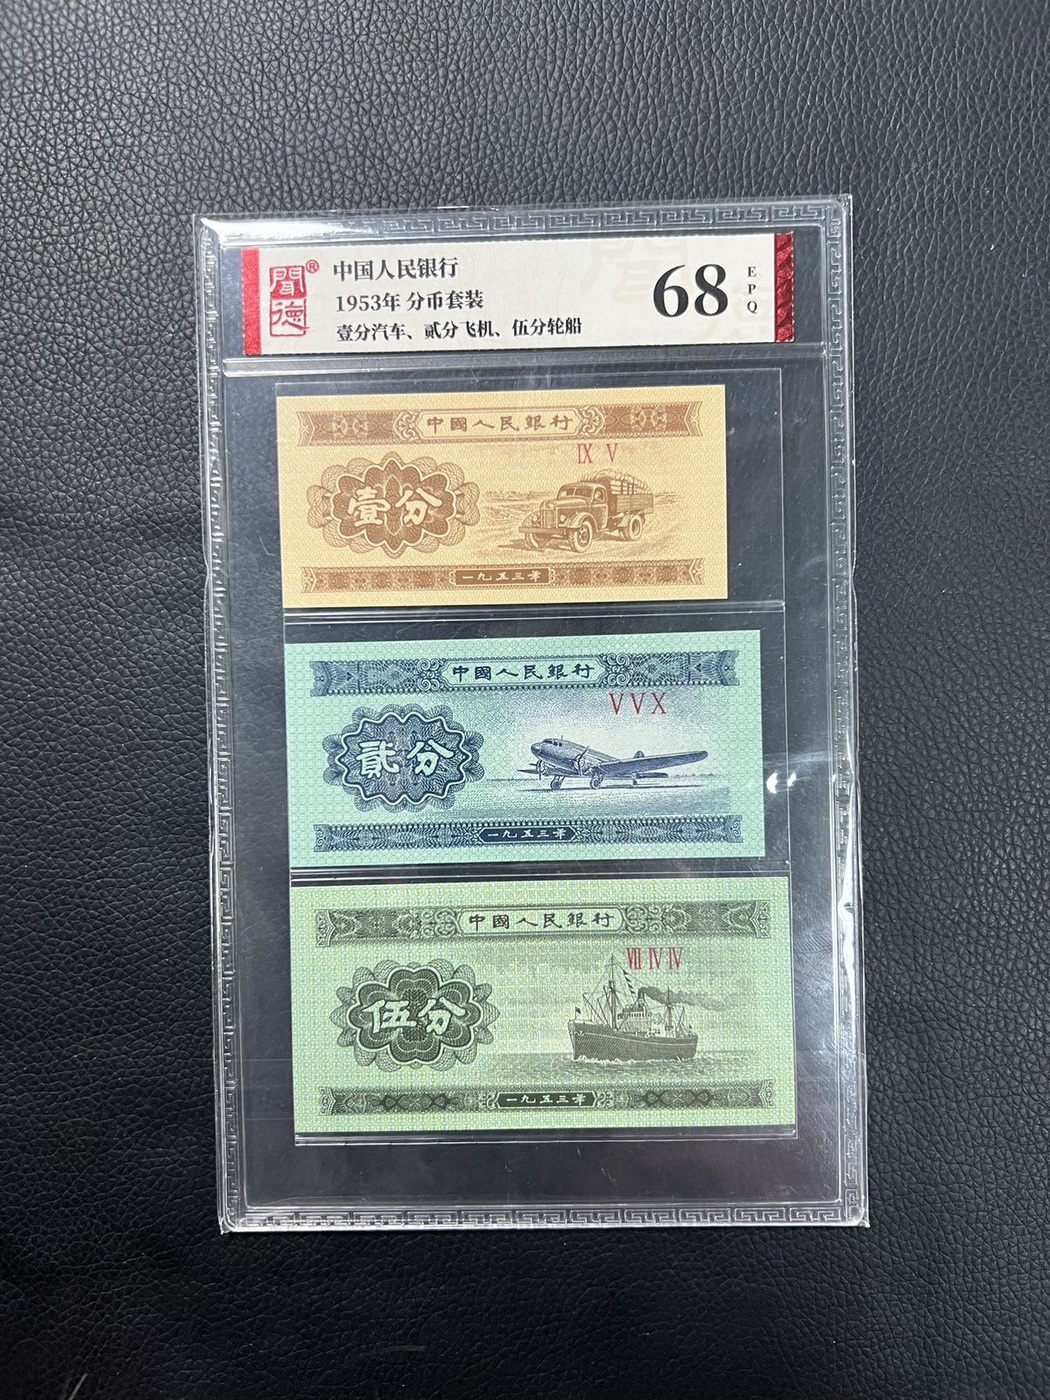 聞德®
中国人民银行
1953年 分币套装
壹分汽车、贰分飞机、伍分轮船
68
EPQ
中國人民銀行
IX V
壹分
一九五三年
中國人民銀行
V V X
貳分
一九五三年
中國人民銀行
VII IV IV
伍分
一九五三年